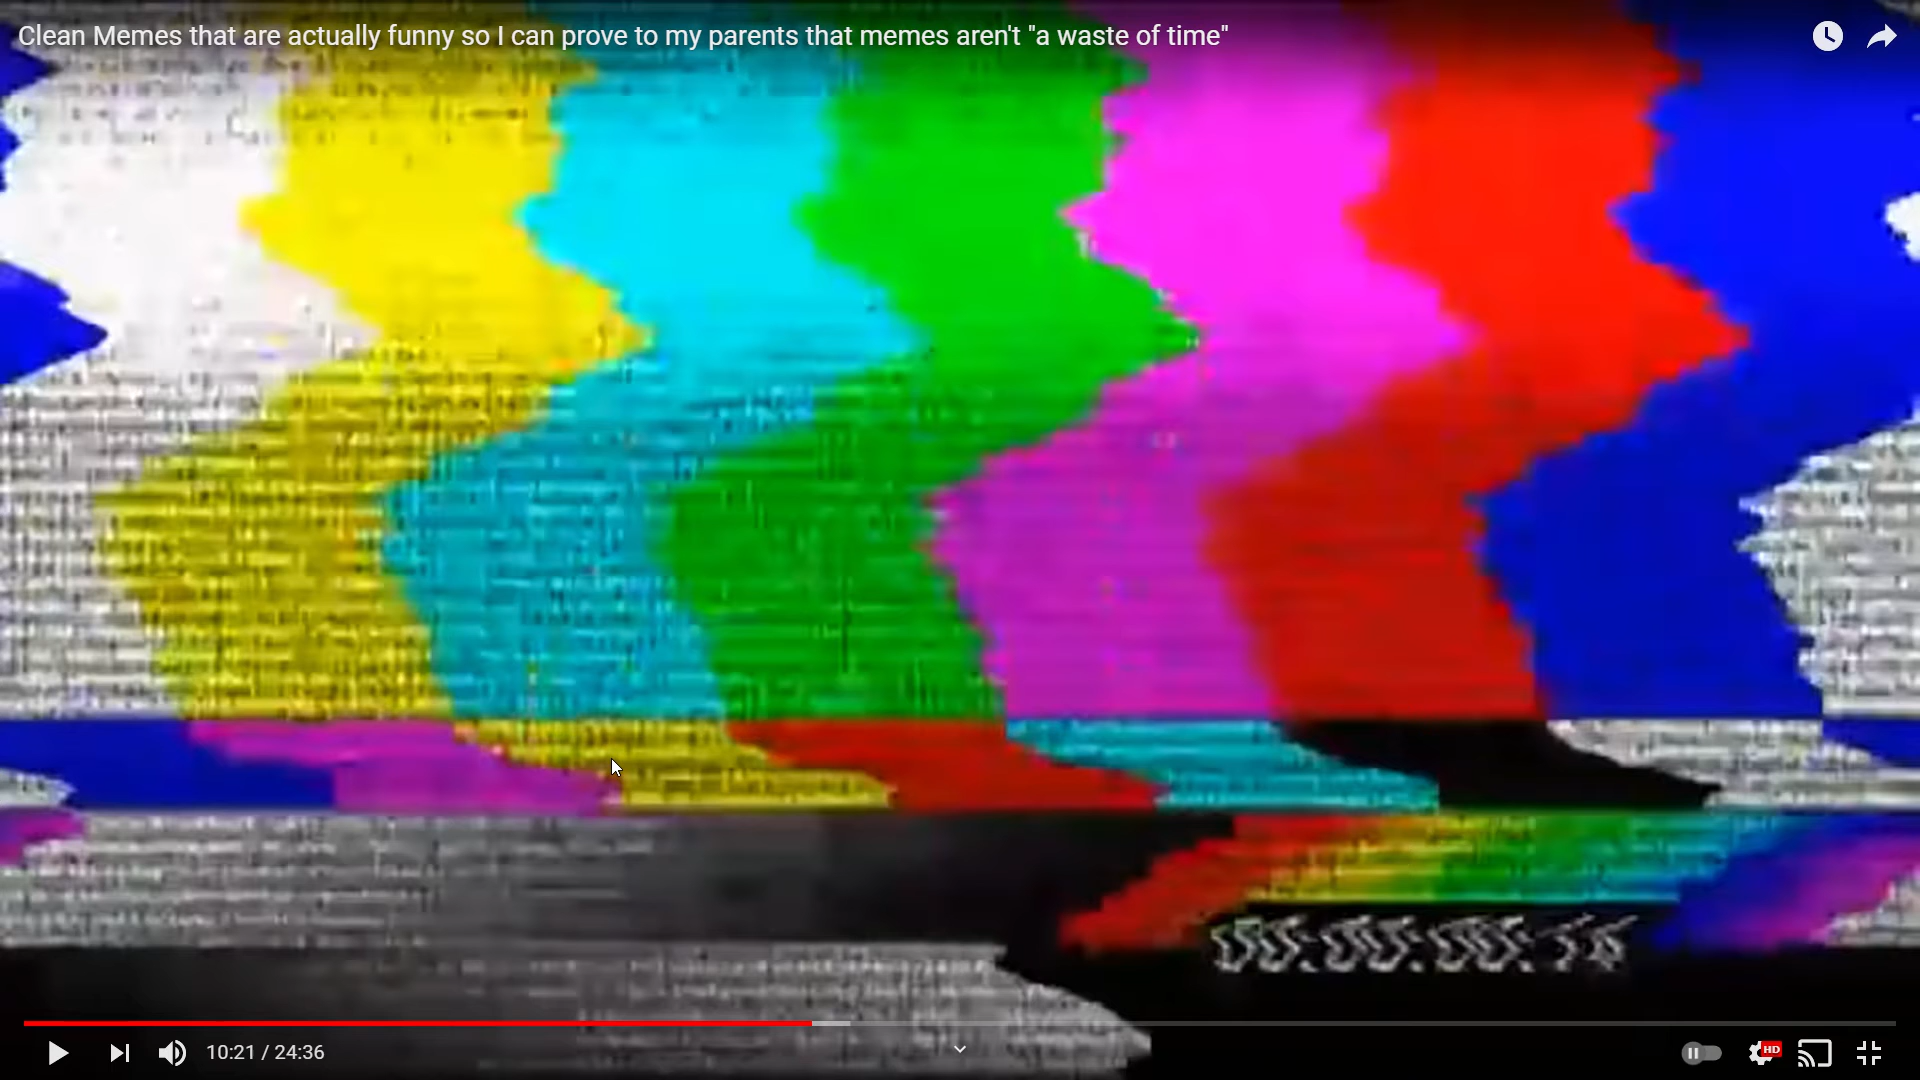 Clean Memes that are actually funny so I can prove to my parents that memes aren't "a waste of time"
10:21 / 24:36
HD